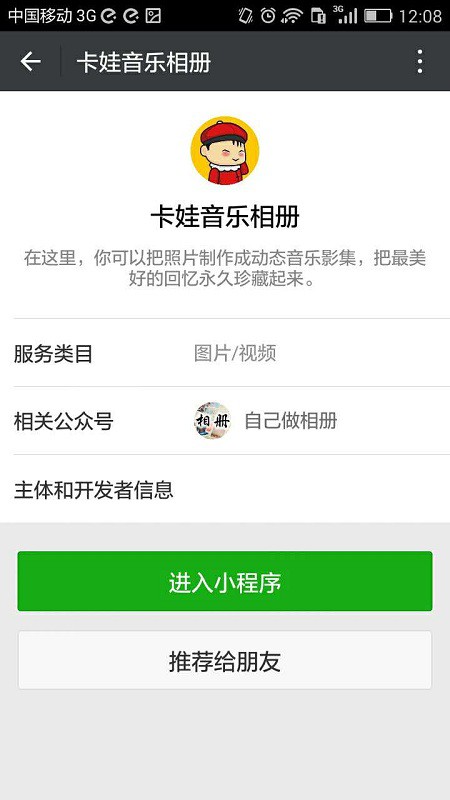 中国移动 3G 3G 12:08
卡娃音乐相册
卡娃音乐相册
在这里，你可以把照片制作成动态音乐影集，把最美
好的回忆永久珍藏起来。
服务类目 图片/视频
相关公众号 相册 自己做相册
主体和开发者信息
进入小程序
推荐给朋友